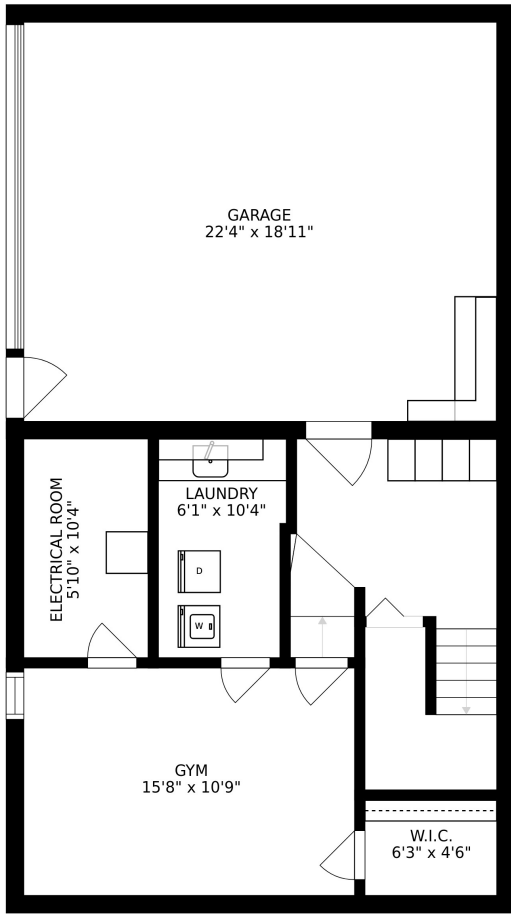 GARAGE
22'4" x 18'11"
ELECTRICAL ROOM
5'10" x 10'4"
LAUNDRY
6'1" x 10'4"
D
W
GYM
15'8" x 10'9"
W.I.C.
6'3" x 4'6"